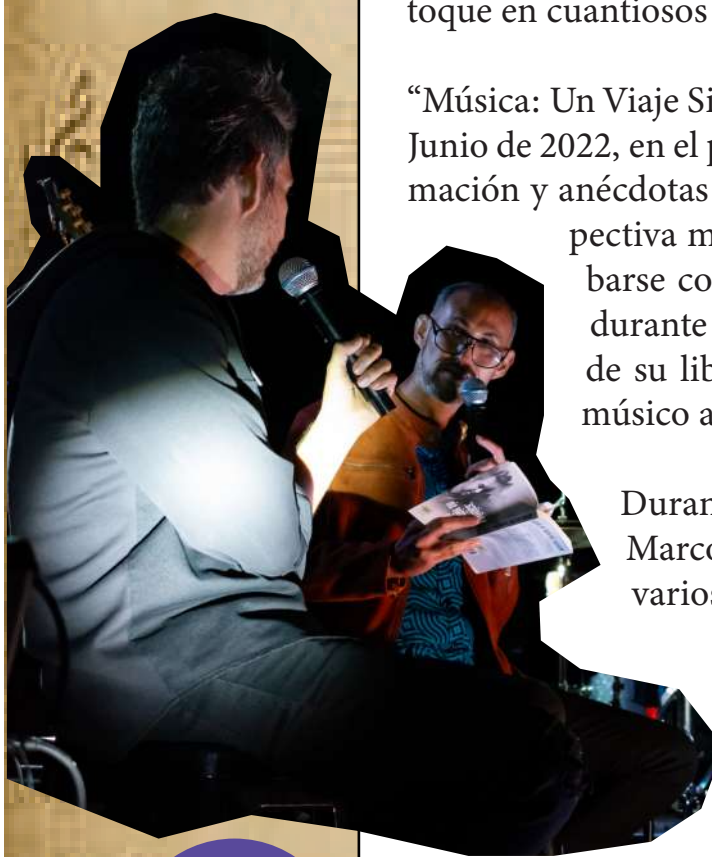 toque en cuantiosos
“Música: Un Viaje Si
Junio de 2022, en el p
mación y anécdotas
pectiva m
barse co
durante
de su lib
músico a
Duran
Marco
varios